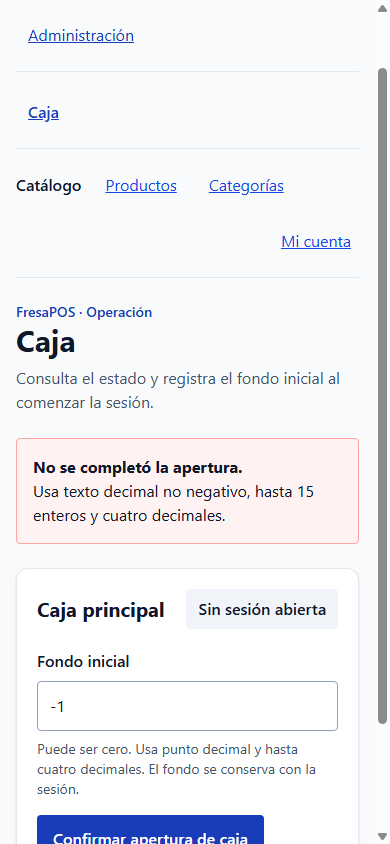 Administración
Caja
Catálogo Productos Categorías
Mi cuenta
FresaPOS · Operación
Caja
Consulta el estado y registra el fondo inicial al
comenzar la sesión.
No se completó la apertura.
Usa texto decimal no negativo, hasta 15
enteros y cuatro decimales.
Caja principal Sin sesión abierta
Fondo inicial
-1
Puede ser cero. Usa punto decimal y hasta
cuatro decimales. El fondo se conserva con la
sesión.
Confirmar apertura de caja